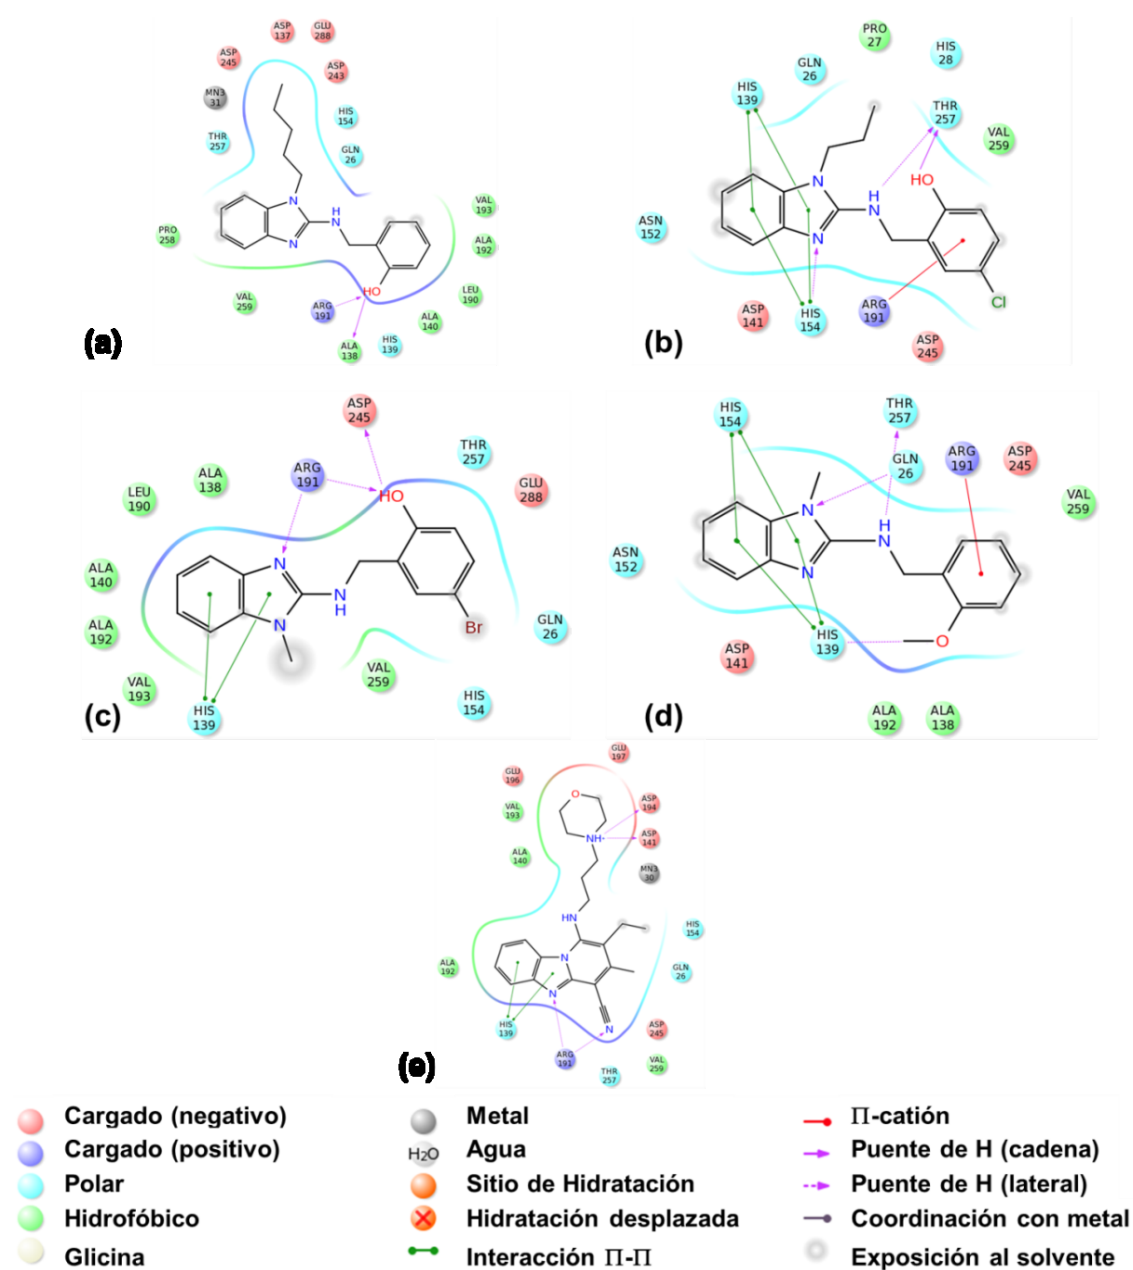 ASP 137
GLU 288
ASP 245
ASP 243
MN3 31
HIS 154
THR 257
GLN 26
VAL 193
N
H
N
N
PRO 258
ALA 192
HO
LEU 190
VAL 259
ARG 191
ALA 140
ALA 138
HIS 139
(a)
PRO 27
HIS 28
GLN 26
HIS 139
THR 257
VAL 259
N
H
N
HO
ASN 152
N
Cl
ASP 141
HIS 154
ARG 191
ASP 245
(b)
ASP 245
THR 257
ALA 138
ARG 191
GLU 288
LEU 190
HO
ALA 140
N
N
H
ALA 192
N
Br
GLN 26
VAL 193
VAL 259
HIS 154
HIS 139
(c)
HIS 154
THR 257
GLN 26
ARG 191
ASP 245
VAL 259
N
H
N
ASN 152
N
ASP 141
HIS 139
O
ALA 192
ALA 138
(d)
GLU 197
GLU 196
O
ASP 194
VAL 193
NH+
ASP 141
ALA 140
MN3 30
HN
HIS 154
ALA 192
N
GLN 26
N
HIS 139
N
ASP 245
ARG 191
THR 257
VAL 259
(e)
Cargado (negativo)
Cargado (positivo)
Polar
Hidrofóbico
Glicina
Metal
H₂O Agua
Sitio de Hidratación
Hidratación desplazada
Interacción Π-Π
Π-catión
Puente de H (cadena)
Puente de H (lateral)
Coordinación con metal
Exposición al solvente